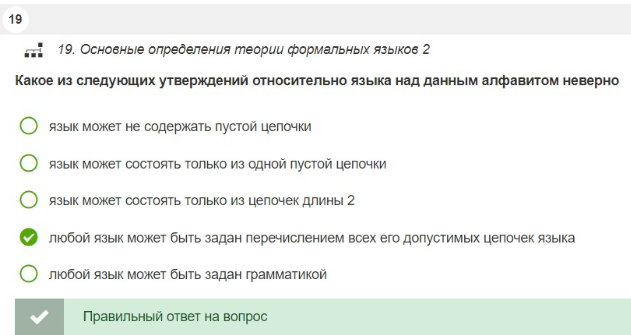 19
19. Основные определения теории формальных языков 2
Какое из следующих утверждений относительно языка над данным алфавитом неверно
язык может не содержать пустой цепочки
язык может состоять только из одной пустой цепочки
язык может состоять только из цепочек длины 2
любой язык может быть задан перечислением всех его допустимых цепочек языка
любой язык может быть задан грамматикой
Правильный ответ на вопрос